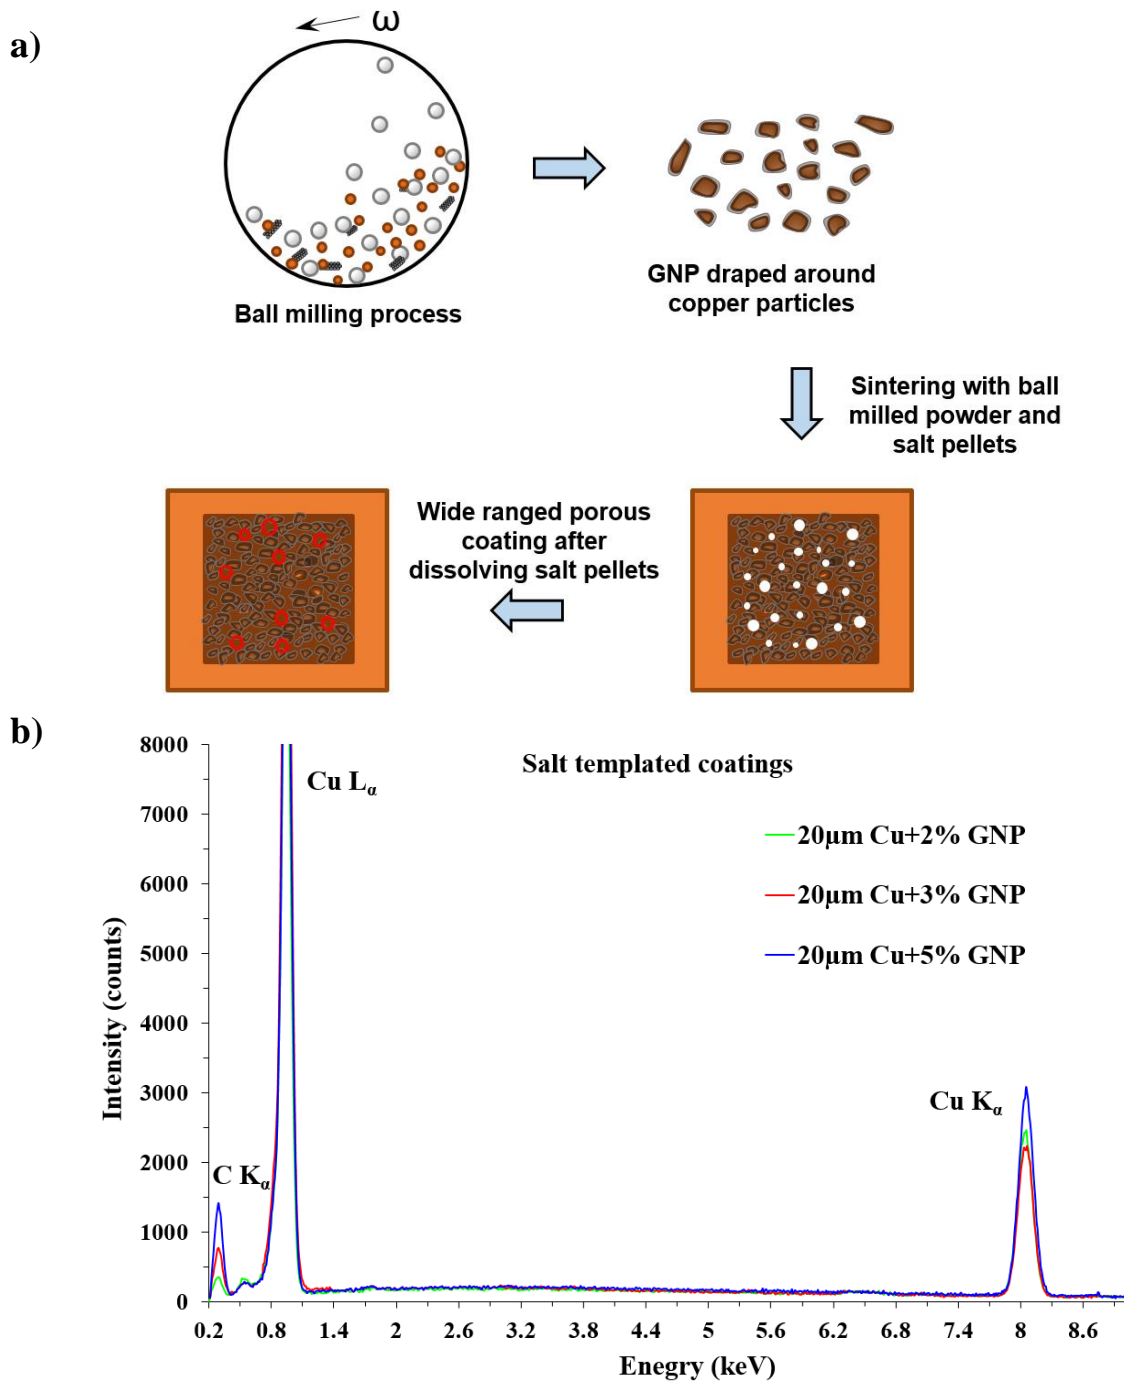 a)
ω
Ball milling process
GNP draped around
copper particles
Sintering with ball
milled powder and
salt pellets
Wide ranged porous
coating after
dissolving salt pellets
b)
Salt templated coatings
Cu Lα
20μm Cu+2% GNP
20μm Cu+3% GNP
20μm Cu+5% GNP
Cu Kα
C Kα
Intensity (counts)
8000
7000
6000
5000
4000
3000
2000
1000
0
0.2 0.8 1.4 2 2.6 3.2 3.8 4.4 5 5.6 6.2 6.8 7.4 8 8.6
Enegry (keV)